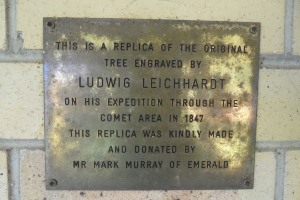 THIS IS A REPLICA OF THE ORIGINAL
TREE ENGRAVED BY
LUDWIG LEICHHARDT
ON HIS EXPEDITION THROUGH THE
COMET AREA IN 1847
THIS REPLICA WAS KINDLY MADE
AND DONATED BY
MR MARK MURRAY OF EMERALD